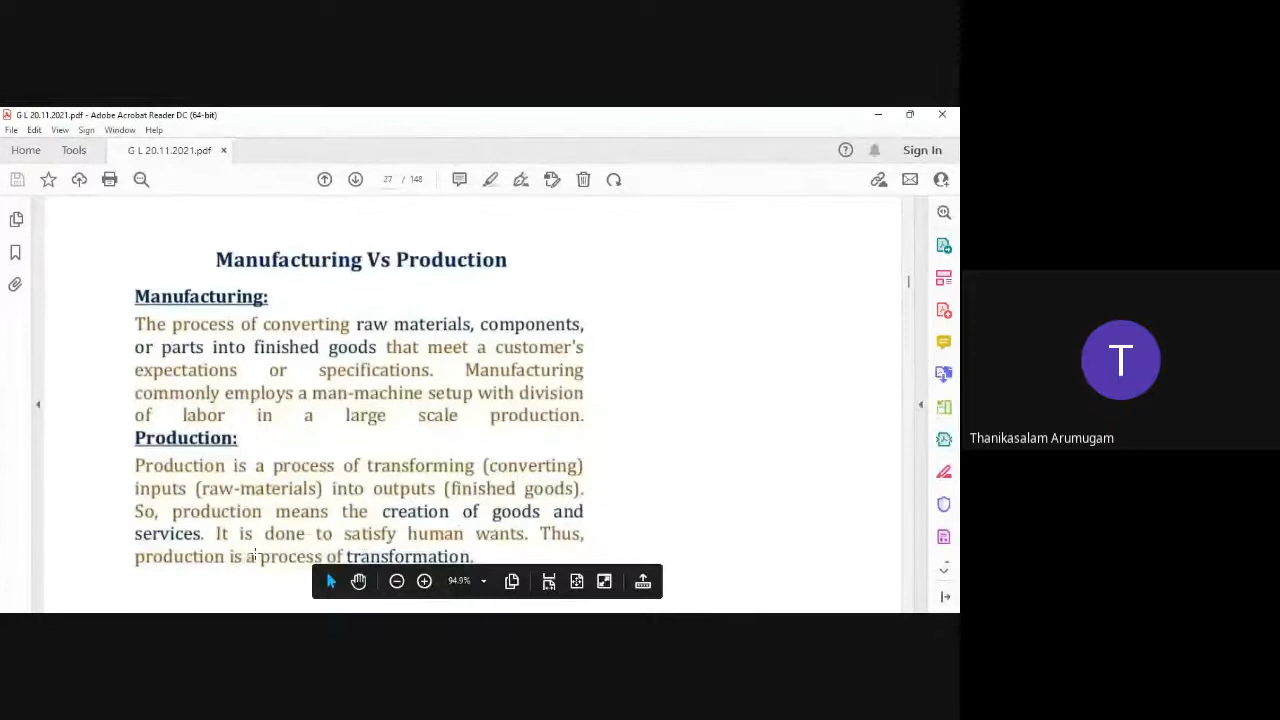 G L 20.11.2021.pdf - Adobe Acrobat Reader DC (64-bit)
File Edit View Sign Window Help
Home Tools G L 20.11.2021.pdf × Sign In
27 / 148
Manufacturing Vs Production
Manufacturing:
The process of converting raw materials, components,
or parts into finished goods that meet a customer's
expectations or specifications. Manufacturing
commonly employs a man-machine setup with division
of labor in a large scale production.
Production:
Production is a process of transforming (converting)
inputs (raw-materials) into outputs (finished goods).
So, production means the creation of goods and
services. It is done to satisfy human wants. Thus,
production is a process of transformation.
94.9%
T
Thanikasalam Arumugam